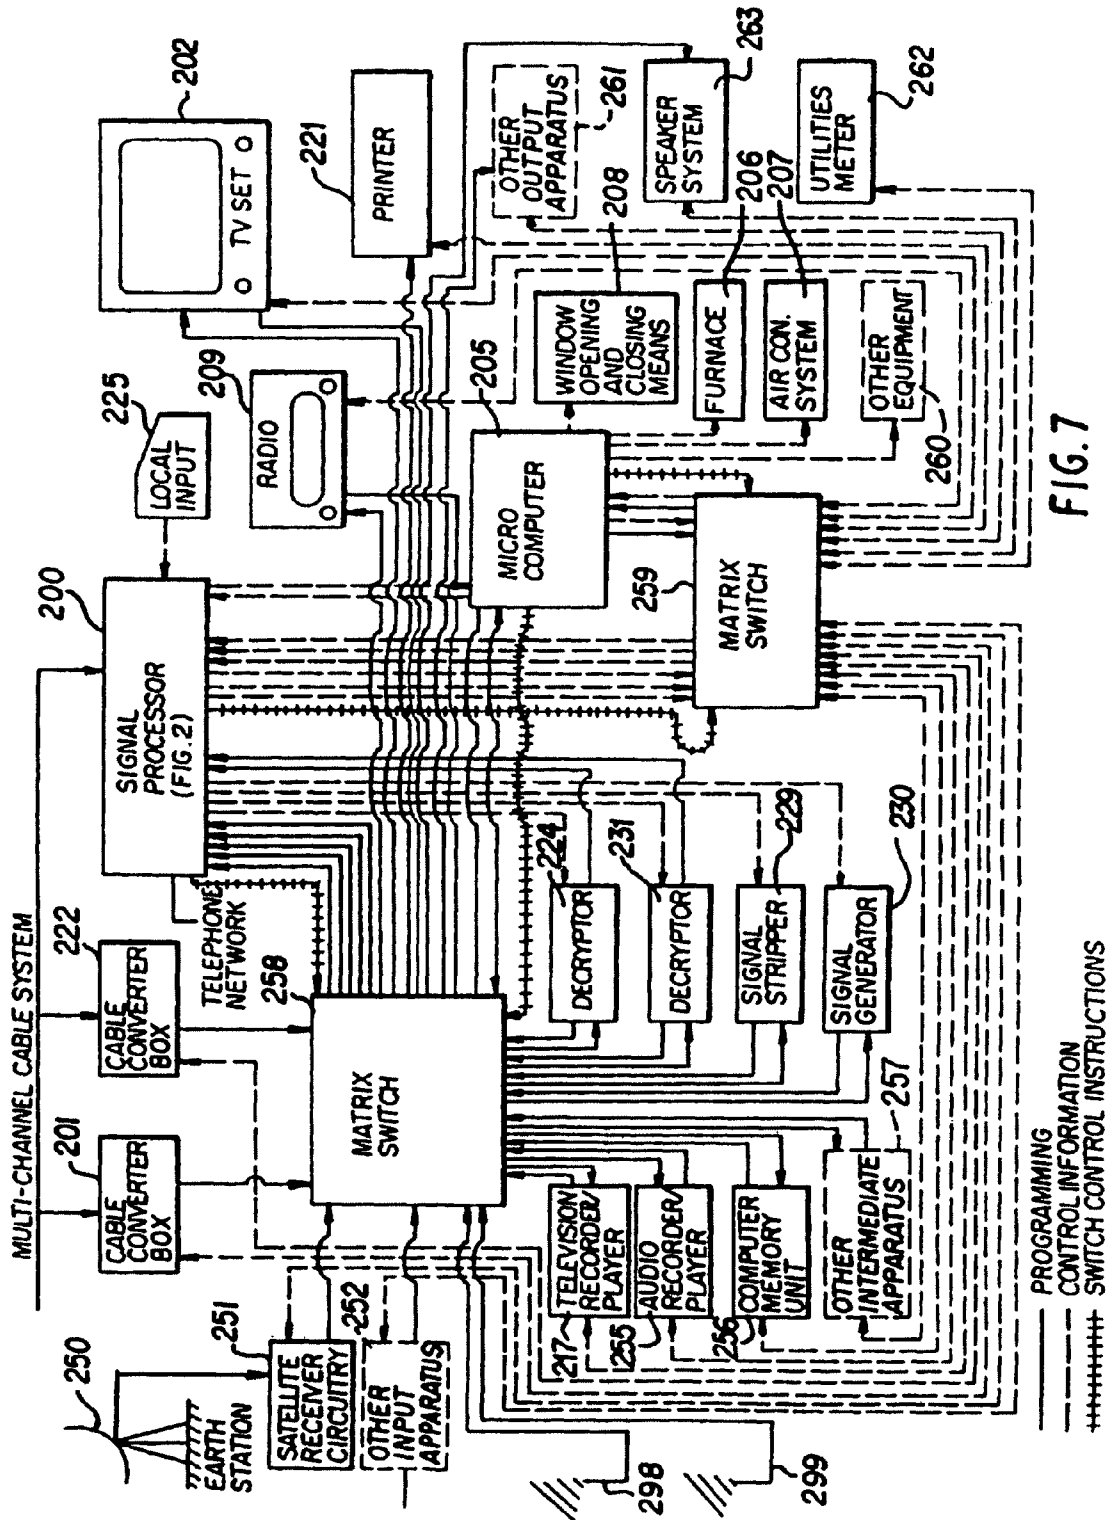 MULTI-CHANNEL CABLE SYSTEM
250
EARTH
STATION
251
SATELLITE
RECEIVER
CIRCUITRY
252
OTHER
INPUT
APPARATUS
298
299
201
CABLE
CONVERTER
BOX
222
CABLE
CONVERTER
BOX
TELEPHONE
NETWORK
258
MATRIX
SWITCH
200
SIGNAL
PROCESSOR
(FIG.2)
225
LOCAL
INPUT
209
RADIO
202
TV SET
221
PRINTER
OTHER
OUTPUT
APPARATUS
261
SPEAKER
SYSTEM
263
UTILITIES
METER
262
205
MICRO
COMPUTER
208
WINDOW
OPENING
AND
CLOSING
MEANS
FURNACE
206
AIR CON.
SYSTEM
207
OTHER
EQUIPMENT
260
259
MATRIX
SWITCH
224
DECRYPTOR
231
DECRYPTOR
229
SIGNAL
STRIPPER
230
SIGNAL
GENERATOR
217
TELEVISION
RECORDER/
PLAYER
255
AUDIO
RECORDER/
PLAYER
256
COMPUTER
MEMORY
UNIT
257
OTHER
INTERMEDIATE
APPARATUS
PROGRAMMING
CONTROL INFORMATION
SWITCH CONTROL INSTRUCTIONS
FIG. 7